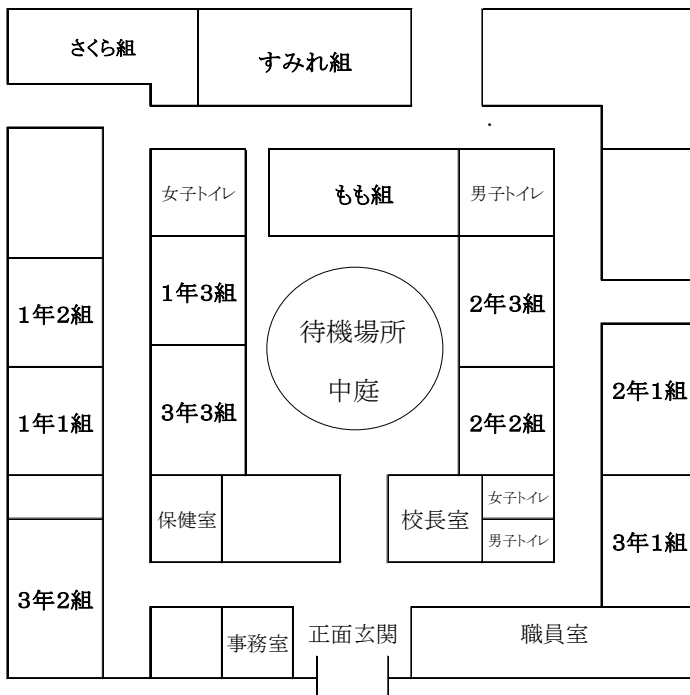 さくら組
すみれ組
女子トイレ
もも組
男子トイレ
1年3組
2年3組
1年2組
待機場所
中庭
2年1組
1年1組
3年3組
2年2組
保健室
校長室
女子トイレ
男子トイレ
3年1組
3年2組
事務室
正面玄関
職員室